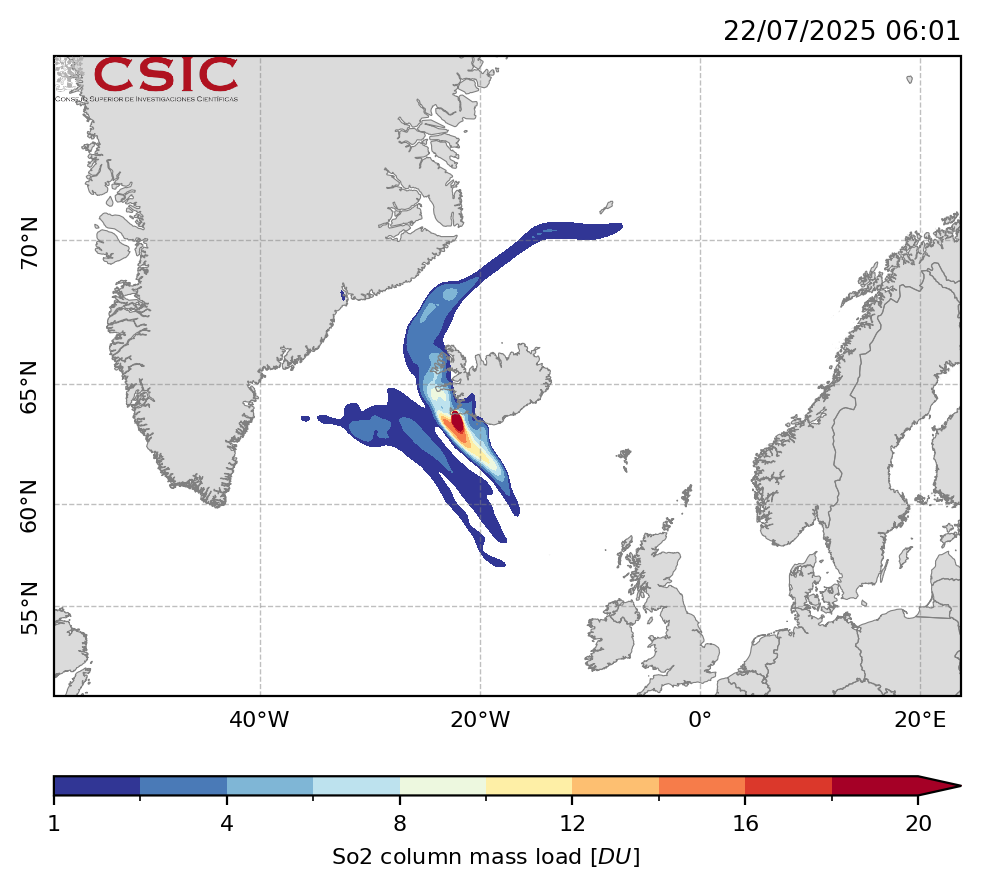 22/07/2025 06:01
CSIC
CONSEJO SUPERIOR DE INVESTIGACIONES CIENTÍFICAS
70°N
65°N
60°N
55°N
40°W 20°W 0° 20°E
1 4 8 12 16 20
So2 column mass load [DU]